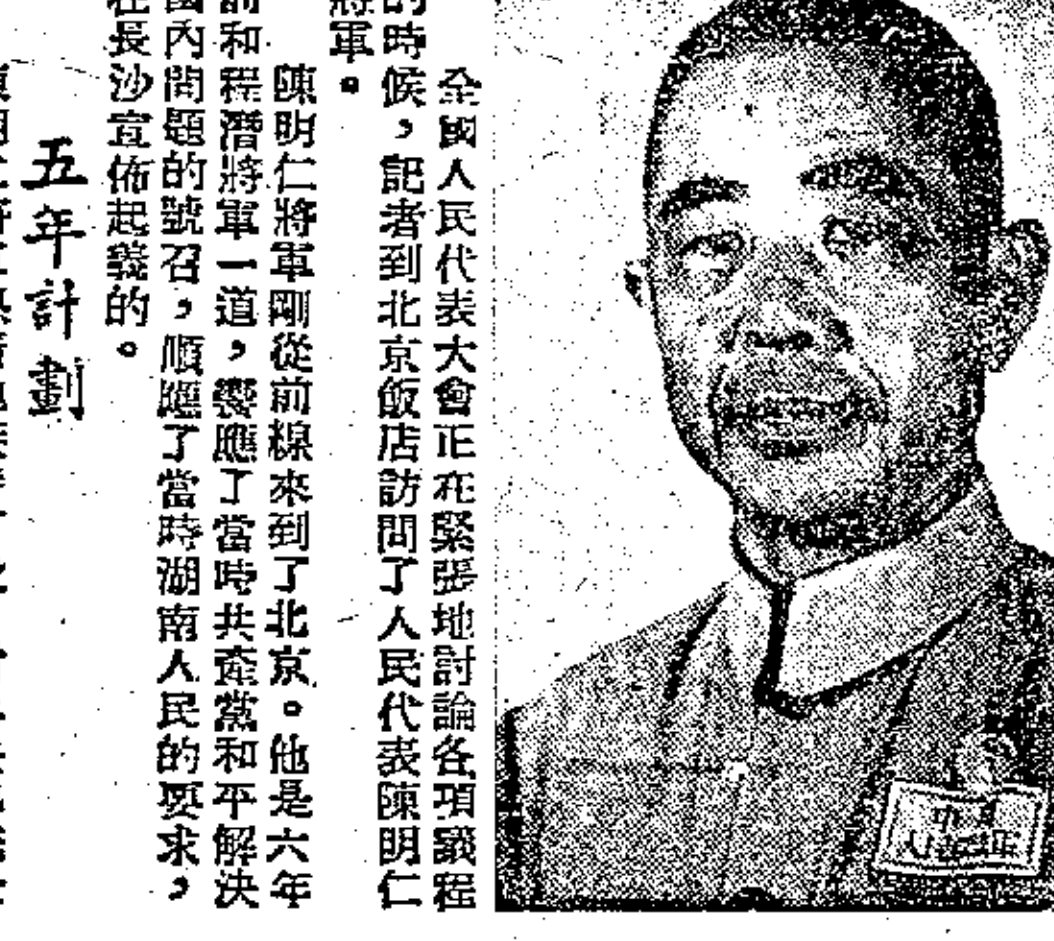 全國人民代表大會正在緊張地討論各項議程
的時候，記者到北京飯店訪問了人民代表陳明仁
將軍。
陳明仁將軍剛從前線來到了北京。他是六年
前和程潛將軍一道，響應了當時共產黨和平解決
國內問題的號召，順應了當時湖南人民的要求，
在長沙宣佈起義的。
五年計劃